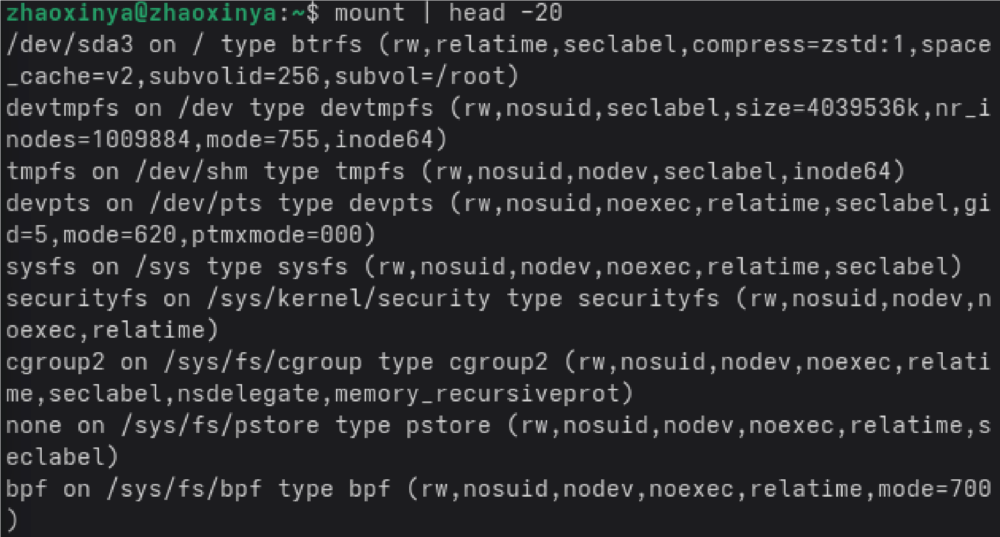 zhaoxinya@zhaoxinya:~$ mount | head -20
/dev/sda3 on / type btrfs (rw,relatime,seclabel,compress=zstd:1,space
_cache=v2,subvolid=256,subvol=/root)
devtmpfs on /dev type devtmpfs (rw,nosuid,seclabel,size=4039536k,nr_i
nodes=1009884,mode=755,inode64)
tmpfs on /dev/shm type tmpfs (rw,nosuid,nodev,seclabel,inode64)
devpts on /dev/pts type devpts (rw,nosuid,noexec,relatime,seclabel,gi
d=5,mode=620,ptmxmode=000)
sysfs on /sys type sysfs (rw,nosuid,nodev,noexec,relatime,seclabel)
securityfs on /sys/kernel/security type securityfs (rw,nosuid,nodev,n
oexec,relatime)
cgroup2 on /sys/fs/cgroup type cgroup2 (rw,nosuid,nodev,noexec,relati
me,seclabel,nsdelegate,memory_recursiveprot)
none on /sys/fs/pstore type pstore (rw,nosuid,nodev,noexec,relatime,s
eclabel)
bpf on /sys/fs/bpf type bpf (rw,nosuid,nodev,noexec,relatime,mode=700
)